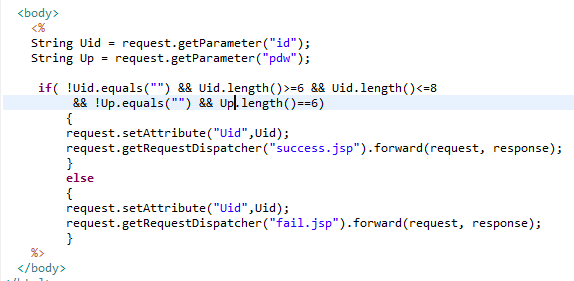 <body>
<%
String Uid = request.getParameter("id");
String Up = request.getParameter("pdw");
if( !Uid.equals("") && Uid.length()>=6 && Uid.length()<=8
&& !Up.equals("") && Up.length()==6)
{
request.setAttribute("Uid",Uid);
request.getRequestDispatcher("success.jsp").forward(request, response);
}
else
{
request.setAttribute("Uid",Uid);
request.getRequestDispatcher("fail.jsp").forward(request, response);
}
%>
</body>